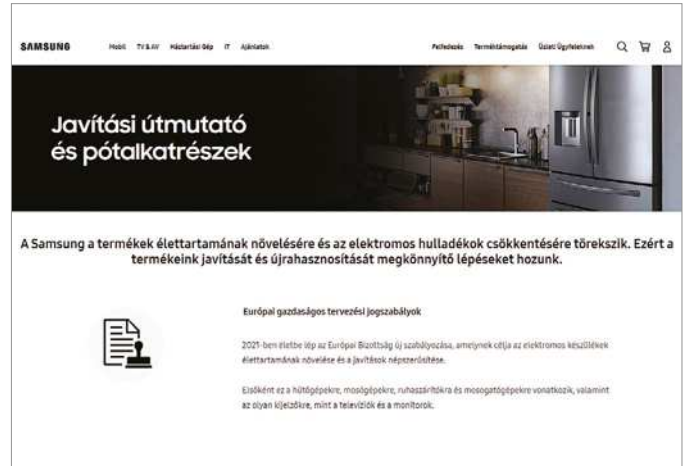 SAMSUNG Mobil TV & AV Háztartási Gép IT Ajánlatok Felfedezés Terméktámogatás Üzleti Ügyfeleknek
Javítási útmutató
és pótalkatrészek
A Samsung a termékek élettartamának növelésére és az elektromos hulladékok csökkentésére törekszik. Ezért a
termékeink javítását és újrahasznosítását megkönnyítő lépéseket hozunk.
Európai gazdaságos tervezési jogszabályok
2021-ben életbe lép az Európai Bizottság új szabályozása, amelynek célja az elektromos készülékek
élettartamának növelése és a javítások népszerűsítése.
Elsőként ez a hűtőgépekre, mosógépekre, ruhaszárítókra és mosogatógépekre vonatkozik, valamint
az olyan kijelzőkre, mint a televíziók és a monitorok.